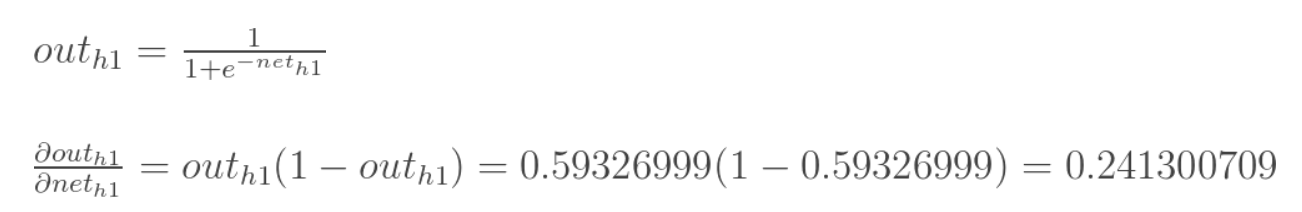 out_{h1} = \frac{1}{1+e^{-net_{h1}}}
\frac{\partial out_{h1}}{\partial net_{h1}} = out_{h1}(1 - out_{h1}) = 0.59326999(1 - 0.59326999) = 0.241300709